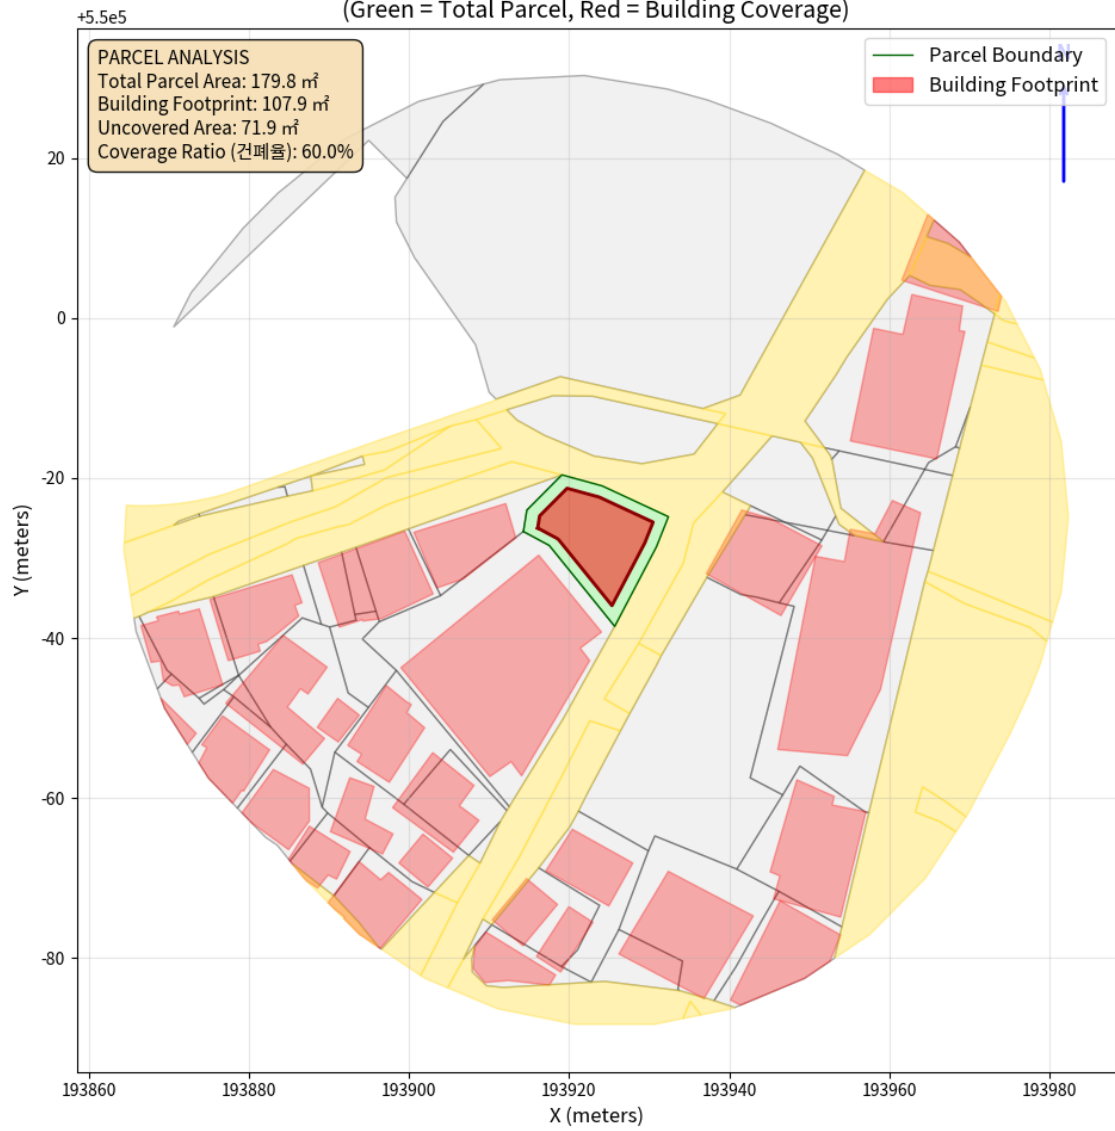 (Green = Total Parcel, Red = Building Coverage)
+5.5e5
PARCEL ANALYSIS
Total Parcel Area: 179.8 ㎡
Building Footprint: 107.9 ㎡
Uncovered Area: 71.9 ㎡
Coverage Ratio (건폐율): 60.0%
Parcel Boundary
Building Footprint
N
20
0
-20
-40
-60
-80
Y (meters)
193860 193880 193900 193920 193940 193960 193980
X (meters)